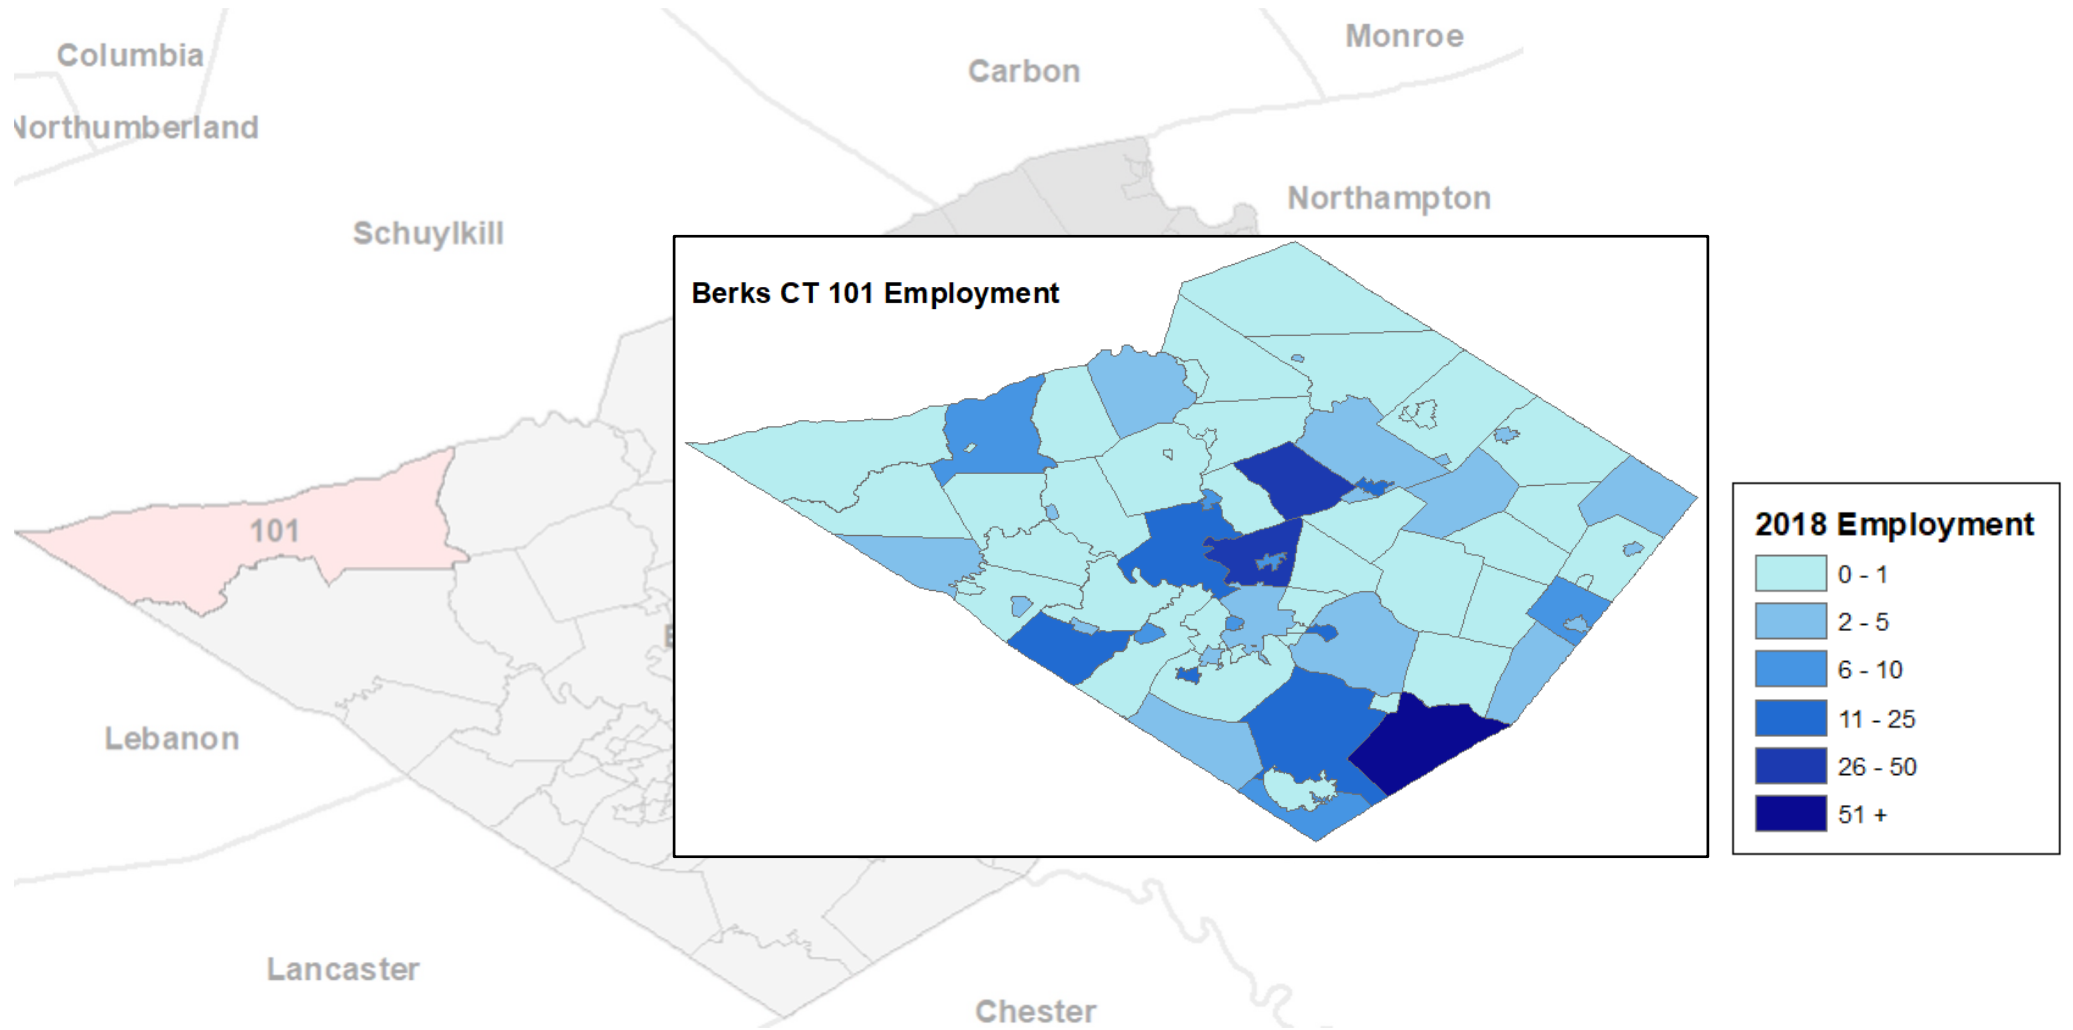 Columbia
Monroe
Carbon
Northumberland
Northampton
Schuylkill
Berks CT 101 Employment
101
2018 Employment
0 - 1
2 - 5
6 - 10
11 - 25
26 - 50
51 +
Lebanon
Lancaster
Chester